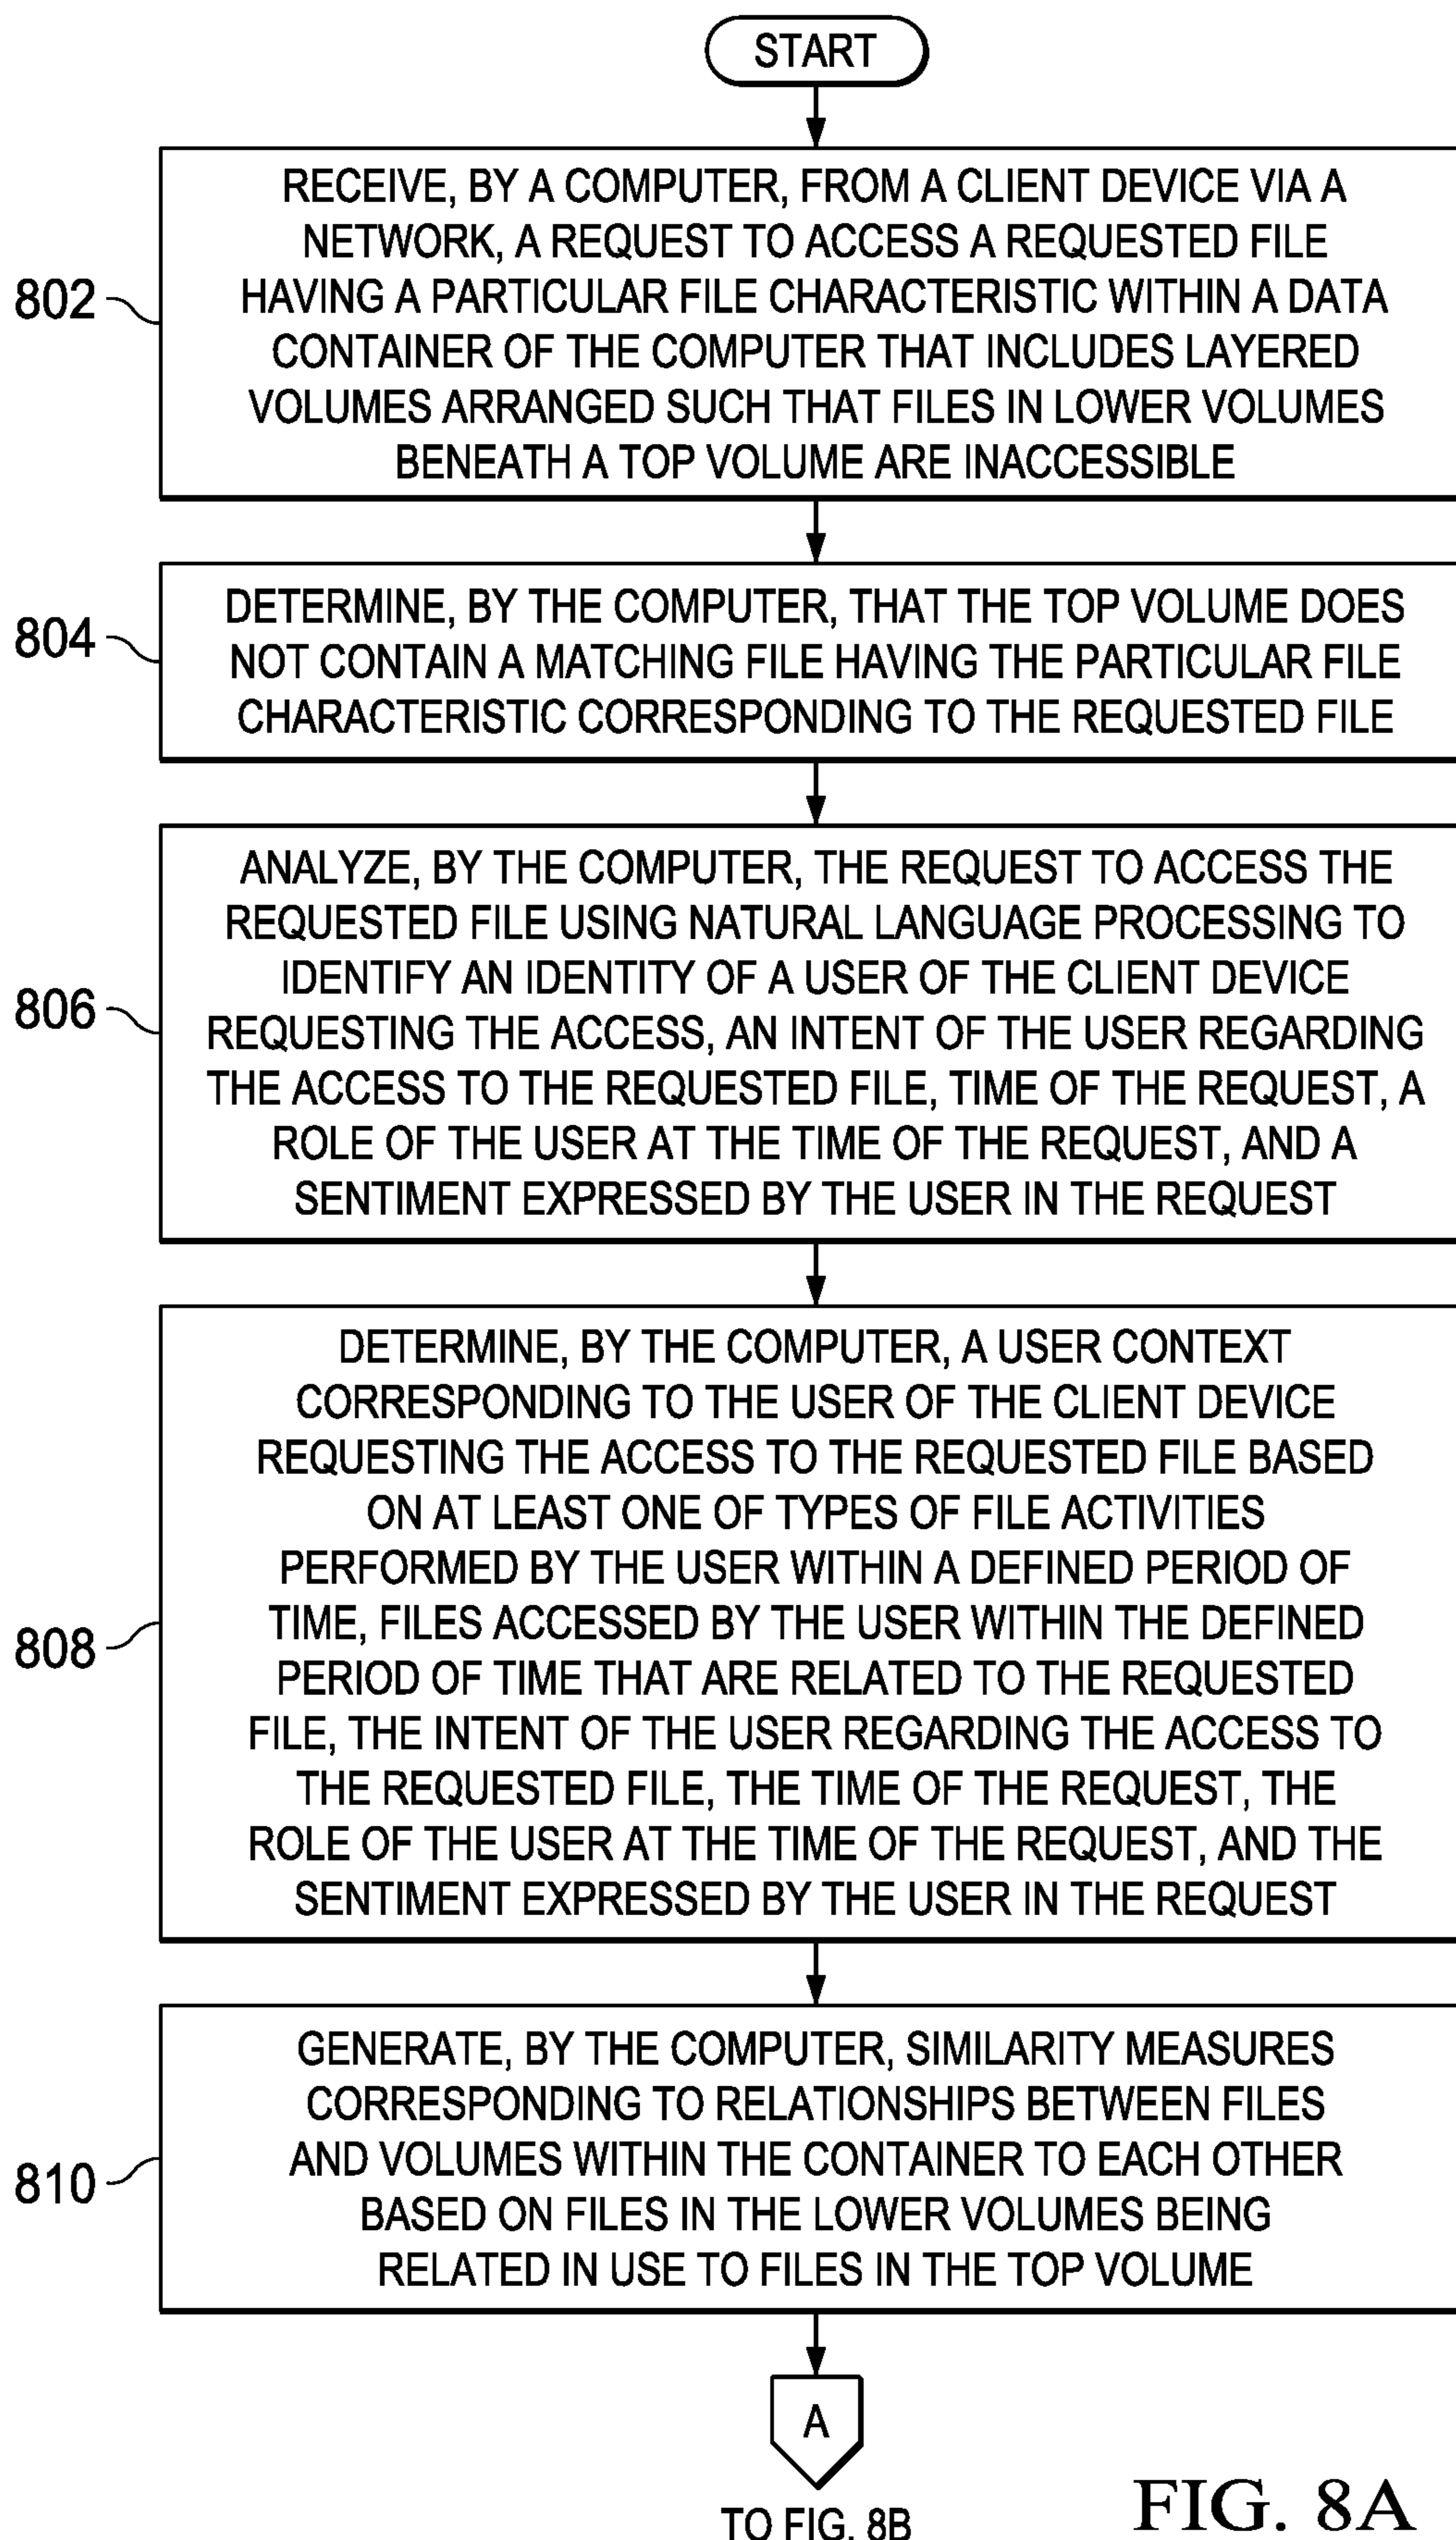 START
RECEIVE, BY A COMPUTER, FROM A CLIENT DEVICE VIA A
NETWORK, A REQUEST TO ACCESS A REQUESTED FILE
HAVING A PARTICULAR FILE CHARACTERISTIC WITHIN A DATA
CONTAINER OF THE COMPUTER THAT INCLUDES LAYERED
VOLUMES ARRANGED SUCH THAT FILES IN LOWER VOLUMES
BENEATH A TOP VOLUME ARE INACCESSIBLE
802
DETERMINE, BY THE COMPUTER, THAT THE TOP VOLUME DOES
NOT CONTAIN A MATCHING FILE HAVING THE PARTICULAR FILE
CHARACTERISTIC CORRESPONDING TO THE REQUESTED FILE
804
ANALYZE, BY THE COMPUTER, THE REQUEST TO ACCESS THE
REQUESTED FILE USING NATURAL LANGUAGE PROCESSING TO
IDENTIFY AN IDENTITY OF A USER OF THE CLIENT DEVICE
REQUESTING THE ACCESS, AN INTENT OF THE USER REGARDING
THE ACCESS TO THE REQUESTED FILE, TIME OF THE REQUEST, A
ROLE OF THE USER AT THE TIME OF THE REQUEST, AND A
SENTIMENT EXPRESSED BY THE USER IN THE REQUEST
806
DETERMINE, BY THE COMPUTER, A USER CONTEXT
CORRESPONDING TO THE USER OF THE CLIENT DEVICE
REQUESTING THE ACCESS TO THE REQUESTED FILE BASED
ON AT LEAST ONE OF TYPES OF FILE ACTIVITIES
PERFORMED BY THE USER WITHIN A DEFINED PERIOD OF
TIME, FILES ACCESSED BY THE USER WITHIN THE DEFINED
PERIOD OF TIME THAT ARE RELATED TO THE REQUESTED
FILE, THE INTENT OF THE USER REGARDING THE ACCESS TO
THE REQUESTED FILE, THE TIME OF THE REQUEST, THE
ROLE OF THE USER AT THE TIME OF THE REQUEST, AND THE
SENTIMENT EXPRESSED BY THE USER IN THE REQUEST
808
GENERATE, BY THE COMPUTER, SIMILARITY MEASURES
CORRESPONDING TO RELATIONSHIPS BETWEEN FILES
AND VOLUMES WITHIN THE CONTAINER TO EACH OTHER
BASED ON FILES IN THE LOWER VOLUMES BEING
RELATED IN USE TO FILES IN THE TOP VOLUME
810
A
TO FIG. 8B
FIG. 8A